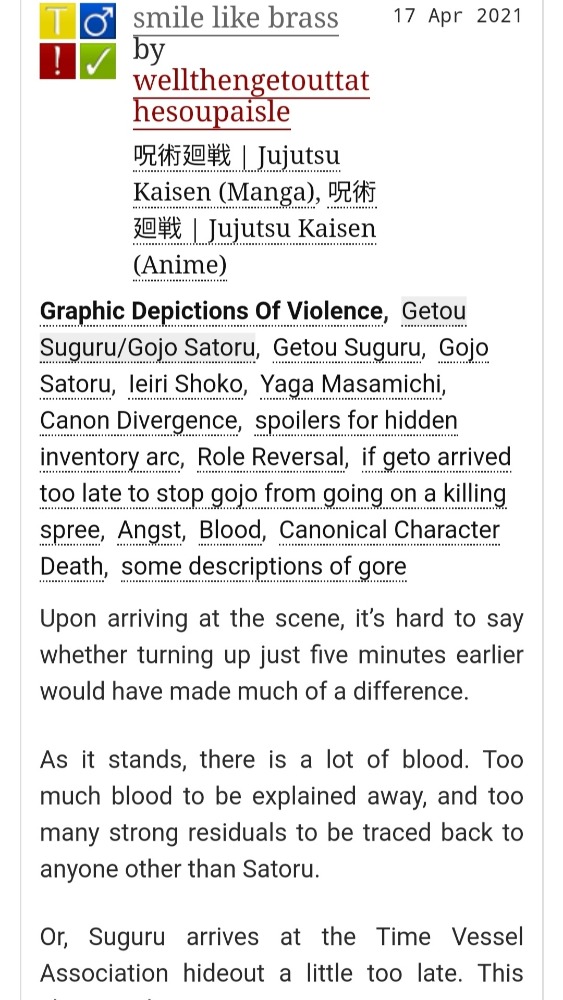 T
!
smile like brass
17 Apr 2021
by
wellthengetouttat
hesoupaisle
呪術廻戦 | Jujutsu
Kaisen (Manga), 呪術
廻戦 | Jujutsu Kaisen
(Anime)
Graphic Depictions Of Violence, Getou
Suguru/Gojo Satoru, Getou Suguru, Gojo
Satoru, Ieiri Shoko, Yaga Masamichi,
Canon Divergence, spoilers for hidden
inventory arc, Role Reversal, if geto arrived
too late to stop gojo from going on a killing
spree, Angst, Blood, Canonical Character
Death, some descriptions of gore
Upon arriving at the scene, it’s hard to say
whether turning up just five minutes earlier
would have made much of a difference.
As it stands, there is a lot of blood. Too
much blood to be explained away, and too
many strong residuals to be traced back to
anyone other than Satoru.
Or, Suguru arrives at the Time Vessel
Association hideout a little too late. This